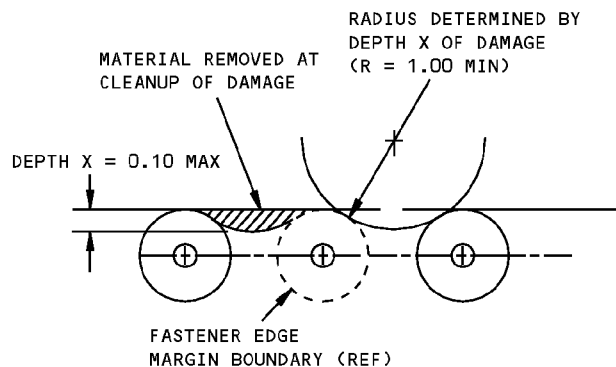 RADIUS DETERMINED BY
DEPTH X OF DAMAGE
(R = 1.00 MIN)
MATERIAL REMOVED AT
CLEANUP OF DAMAGE
DEPTH X = 0.10 MAX
FASTENER EDGE
MARGIN BOUNDARY (REF)